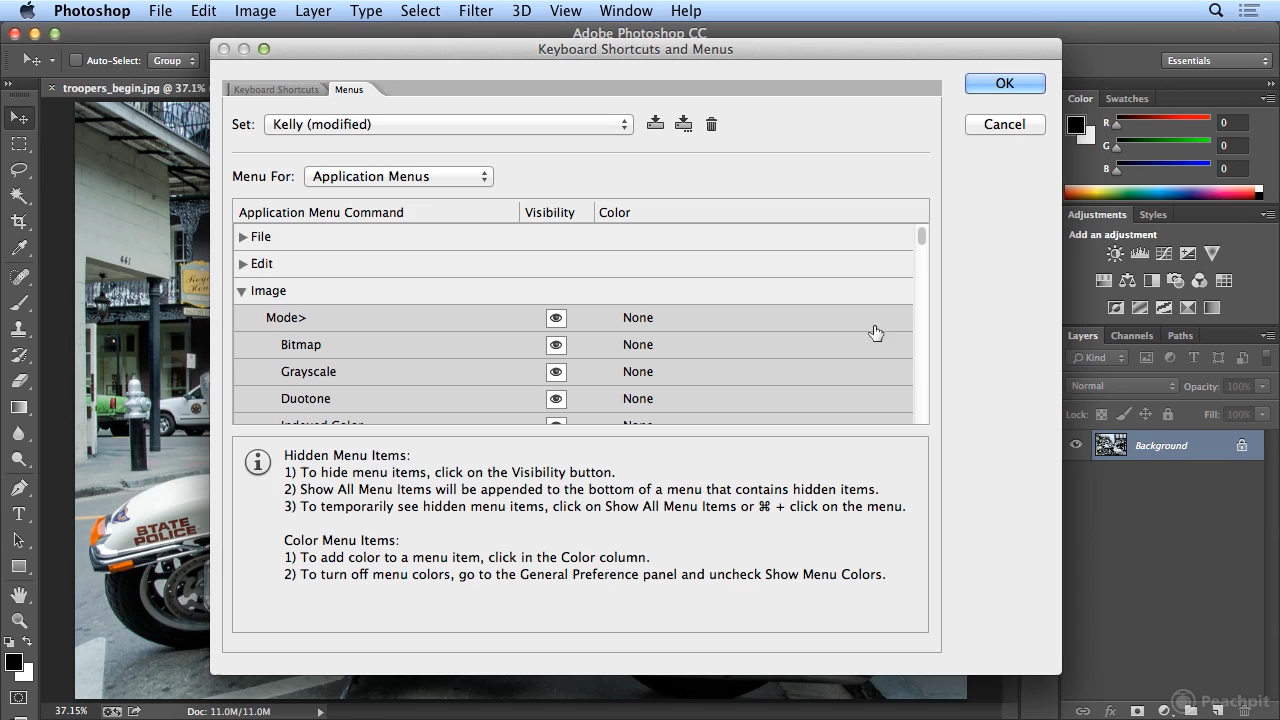 Photoshop File Edit Image Layer Type Select Filter 3D View Window Help
Adobe Photoshop CC
Auto-Select: Group
Essentials
Keyboard Shortcuts and Menus
troopers_begin.jpg @ 37.1%
Keyboard Shortcuts Menus
OK
Set: Kelly (modified)
Cancel
Menu For: Application Menus
Application Menu Command Visibility Color
File
Edit
Image
Mode> None
Bitmap None
Grayscale None
Duotone None
Indexed Color None
Hidden Menu Items:
1) To hide menu items, click on the Visibility button.
2) Show All Menu Items will be appended to the bottom of a menu that contains hidden items.
3) To temporarily see hidden menu items, click on Show All Menu Items or ⌘ + click on the menu.
Color Menu Items:
1) To add color to a menu item, click in the Color column.
2) To turn off menu colors, go to the General Preference panel and uncheck Show Menu Colors.
Color Swatches
R 0
G 0
B 0
Adjustments Styles
Add an adjustment
Layers Channels Paths
Kind
Normal Opacity: 100%
Lock: Fill: 100%
Background
441
STATE
POLICE
37.15% Doc: 11.0M/11.0M
Peachpit